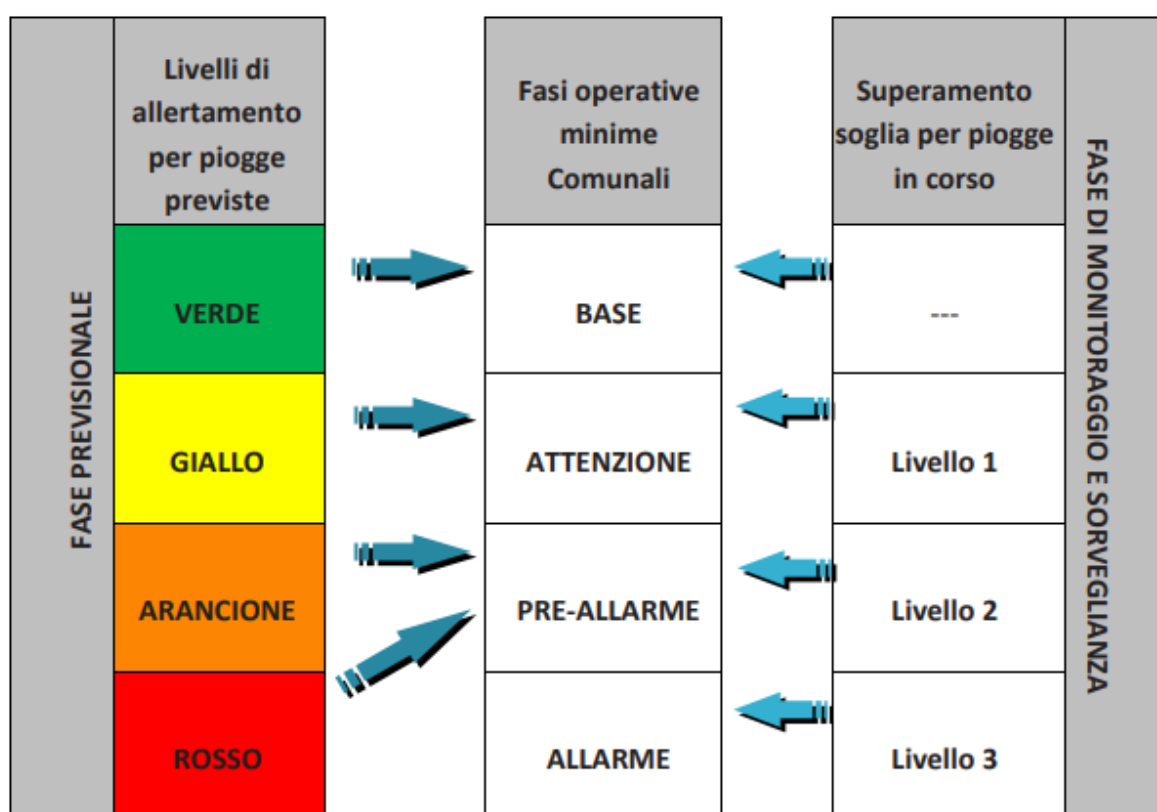 FASE PREVISIONALE
Livelli di
allertamento
per piogge
previste
Fasi operative
minime
Comunali
Superamento
soglia per piogge
in corso
FASE DI MONITORAGGIO E SORVEGLIANZA
VERDE
BASE
---
GIALLO
ATTENZIONE
Livello 1
ARANCIONE
PRE-ALLARME
Livello 2
ROSSO
ALLARME
Livello 3